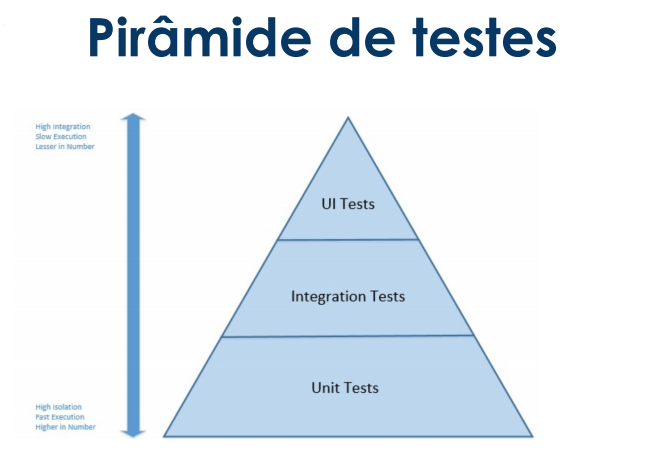 Pirâmide de testes
High Integration
Slow Execution
Lesser in Number
UI Tests
Integration Tests
Unit Tests
High Isolation
Fast Execution
Higher in Number